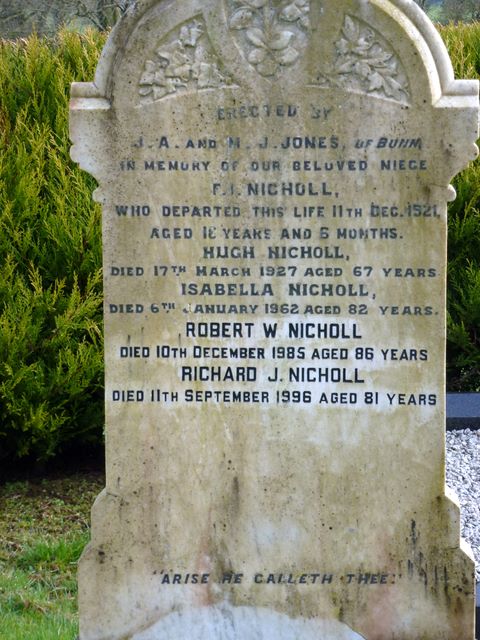 ERECTED BY
J. A. AND M. J. JONES, OF BUHM,
IN MEMORY OF OUR BELOVED NIECE
F. I. NICHOLL,
WHO DEPARTED THIS LIFE 11TH DEC. 1521,
AGED 16 YEARS AND 6 MONTHS.
HUGH NICHOLL,
DIED 17TH MARCH 1927 AGED 67 YEARS
ISABELLA NICHOLL,
DIED 6TH JANUARY 1962 AGED 82 YEARS.
ROBERT W. NICHOLL
DIED 10TH DECEMBER 1985 AGED 86 YEARS
RICHARD J. NICHOLL
DIED 11TH SEPTEMBER 1996 AGED 81 YEARS
"ARISE HE CALLETH THEE."